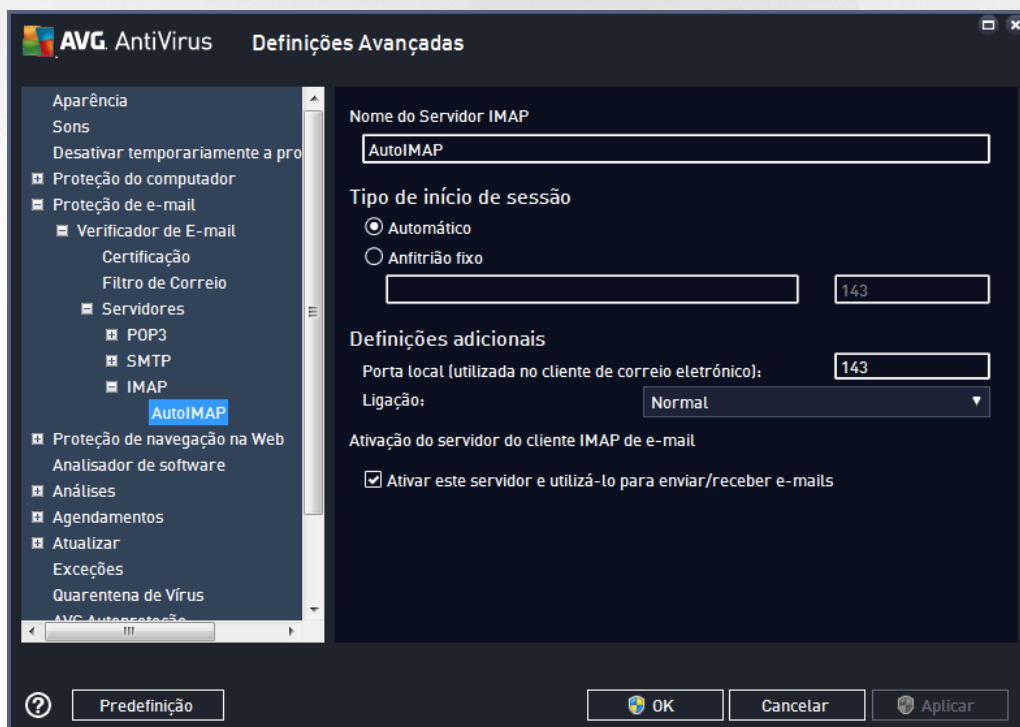 AVG. AntiVirus Definições Avançadas
Aparência
Sons
Desativar temporariamente a pro
Proteção do computador
Proteção de e-mail
Verificador de E-mail
Certificação
Filtro de Correio
Servidores
POP3
SMTP
IMAP
AutoIMAP
Proteção de navegação na Web
Analisador de software
Análises
Agendamentos
Atualizar
Exceções
Quarentena de Vírus
AVG Autoproteção
Nome do Servidor IMAP
AutoIMAP
Tipo de início de sessão
Automático
Anfitrião fixo
143
Definições adicionais
Porta local (utilizada no cliente de correio eletrónico): 143
Ligação: Normal
Ativação do servidor do cliente IMAP de e-mail
Ativar este servidor e utilizá-lo para enviar/receber e-mails
Predefinição OK Cancelar Aplicar